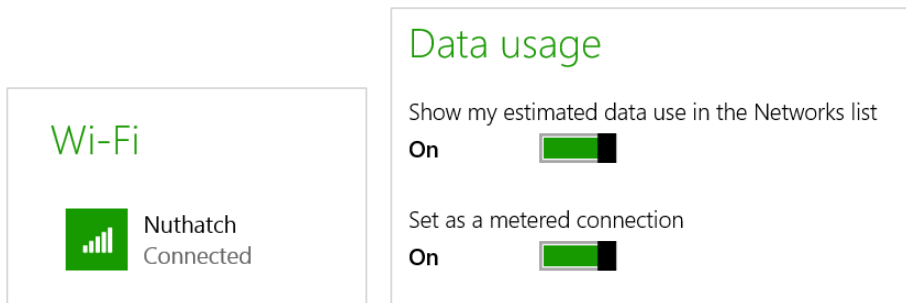 Wi-Fi
Nuthatch
Connected
Data usage
Show my estimated data use in the Networks list
On
Set as a metered connection
On